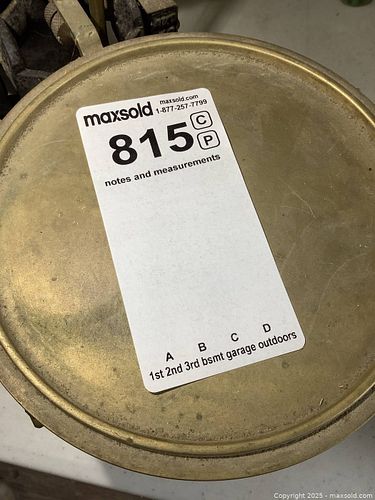 maxsold maxsold.com
1-877-257-7799
815 C
P
notes and measurements
A B C D
1st 2nd 3rd bsmt garage outdoors
Copyright 2025 - maxsold.com